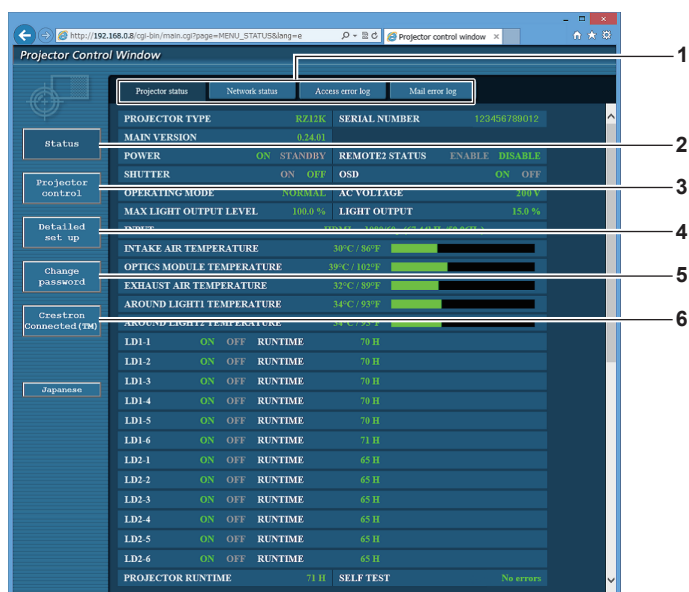 http://192.168.0.8/cgi-bin/main.cgi?page=MENU_STATUS&lang=e
Projector control window
Projector Control Window
1
Projector status Network status Access error log Mail error log
PROJECTOR TYPE RZ12K SERIAL NUMBER 123456789012
MAIN VERSION 0.24.01
Status
2
POWER ON STANDBY REMOTE2 STATUS ENABLE DISABLE
SHUTTER ON OFF OSD ON OFF
Projector
control
3
OPERATING MODE NORMAL AC VOLTAGE 200 V
MAX LIGHT OUTPUT LEVEL 100.0 % LIGHT OUTPUT 15.0 %
Detailed
set up
4
INPUT
INTAKE AIR TEMPERATURE 30°C / 86°F
OPTICS MODULE TEMPERATURE 39°C / 102°F
Change
password
5
EXHAUST AIR TEMPERATURE 32°C / 89°F
AROUND LIGHT1 TEMPERATURE 34°C / 93°F
Crestron
Connected(TM)
6
AROUND LIGHT2 TEMPERATURE 34°C / 93°F
LD1-1 ON OFF RUNTIME 70 H
LD1-2 ON OFF RUNTIME 70 H
LD1-3 ON OFF RUNTIME 70 H
Japanese
LD1-4 ON OFF RUNTIME 70 H
LD1-5 ON OFF RUNTIME 70 H
LD1-6 ON OFF RUNTIME 71 H
LD2-1 ON OFF RUNTIME 65 H
LD2-2 ON OFF RUNTIME 65 H
LD2-3 ON OFF RUNTIME 65 H
LD2-4 ON OFF RUNTIME 65 H
LD2-5 ON OFF RUNTIME 65 H
LD2-6 ON OFF RUNTIME 65 H
PROJECTOR RUNTIME 71 H SELF TEST No errors